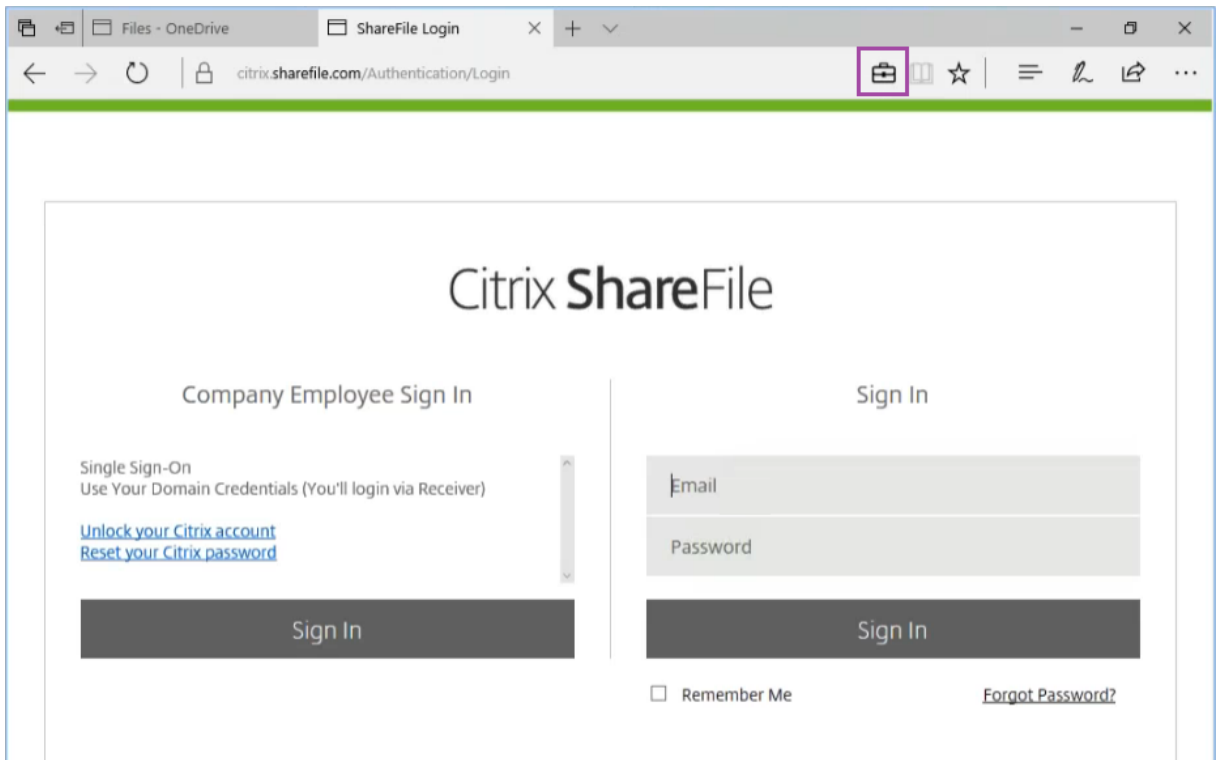 Files - OneDrive
ShareFile Login
citrix.sharefile.com/Authentication/Login
Citrix ShareFile
Company Employee Sign In
Single Sign-On
Use Your Domain Credentials (You'll login via Receiver)
Unlock your Citrix account
Reset your Citrix password
Sign In
Sign In
Email
Password
Sign In
Remember Me
Forgot Password?